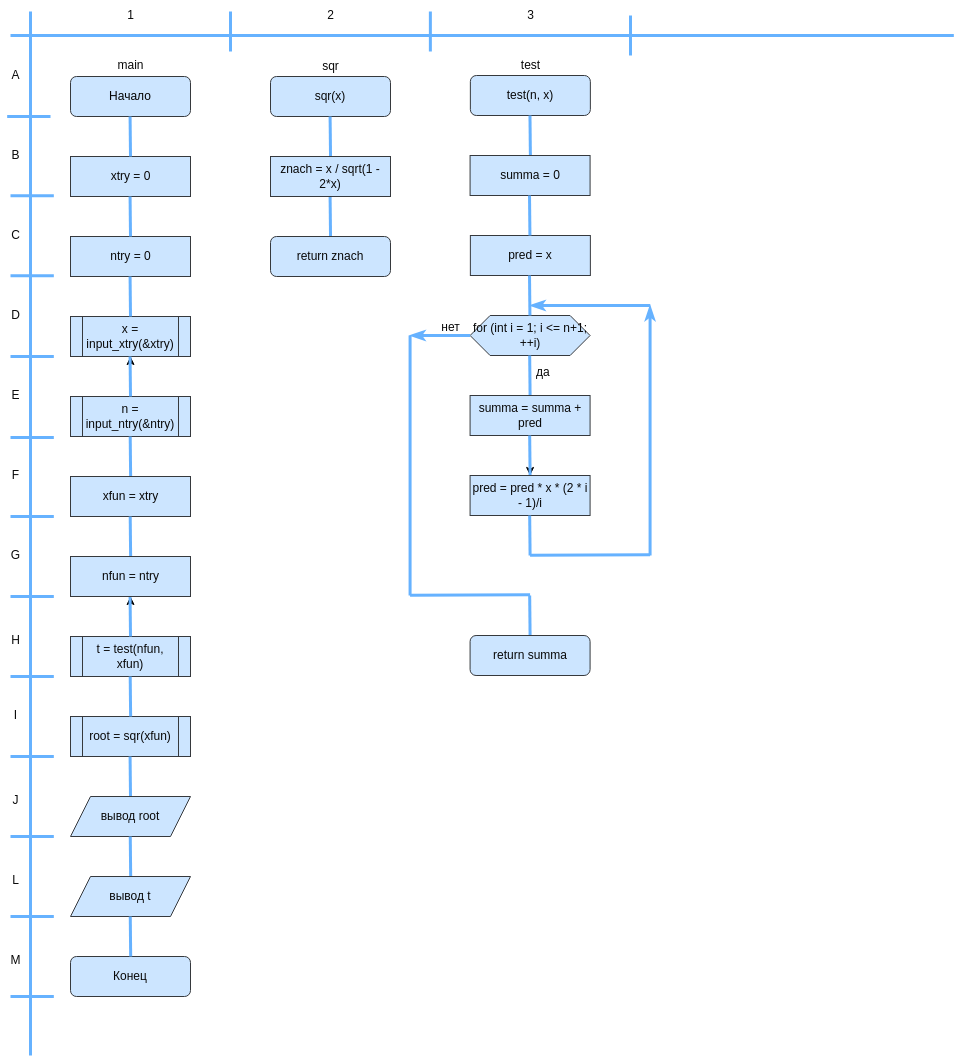 1
2
3
A
B
C
D
E
F
G
H
I
J
L
M
main
Начало
xtry = 0
ntry = 0
x =
input_xtry(&xtry)
n =
input_ntry(&ntry)
xfun = xtry
nfun = ntry
t = test(nfun,
xfun)
root = sqr(xfun)
вывод root
вывод t
Конец
sqr
sqr(x)
znach = x / sqrt(1 -
2*x)
return znach
test
test(n, x)
summa = 0
pred = x
for (int i = 1; i <= n+1;
++i)
нет
да
summa = summa +
pred
pred = pred * x * (2 * i
- 1)/i
return summa